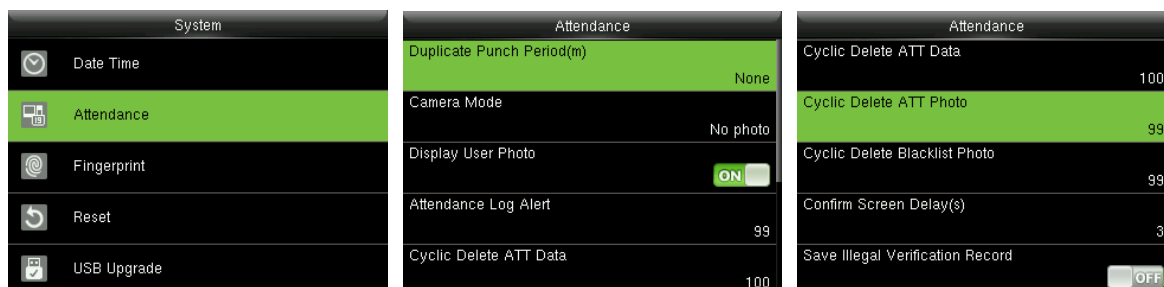 System
Date Time
Attendance
Fingerprint
Reset
USB Upgrade
Attendance
Duplicate Punch Period(m)
None
Camera Mode
No photo
Display User Photo
ON
Attendance Log Alert
99
Cyclic Delete ATT Data
100
Attendance
Cyclic Delete ATT Data
100
Cyclic Delete ATT Photo
99
Cyclic Delete Blacklist Photo
99
Confirm Screen Delay(s)
3
Save Illegal Verification Record
OFF